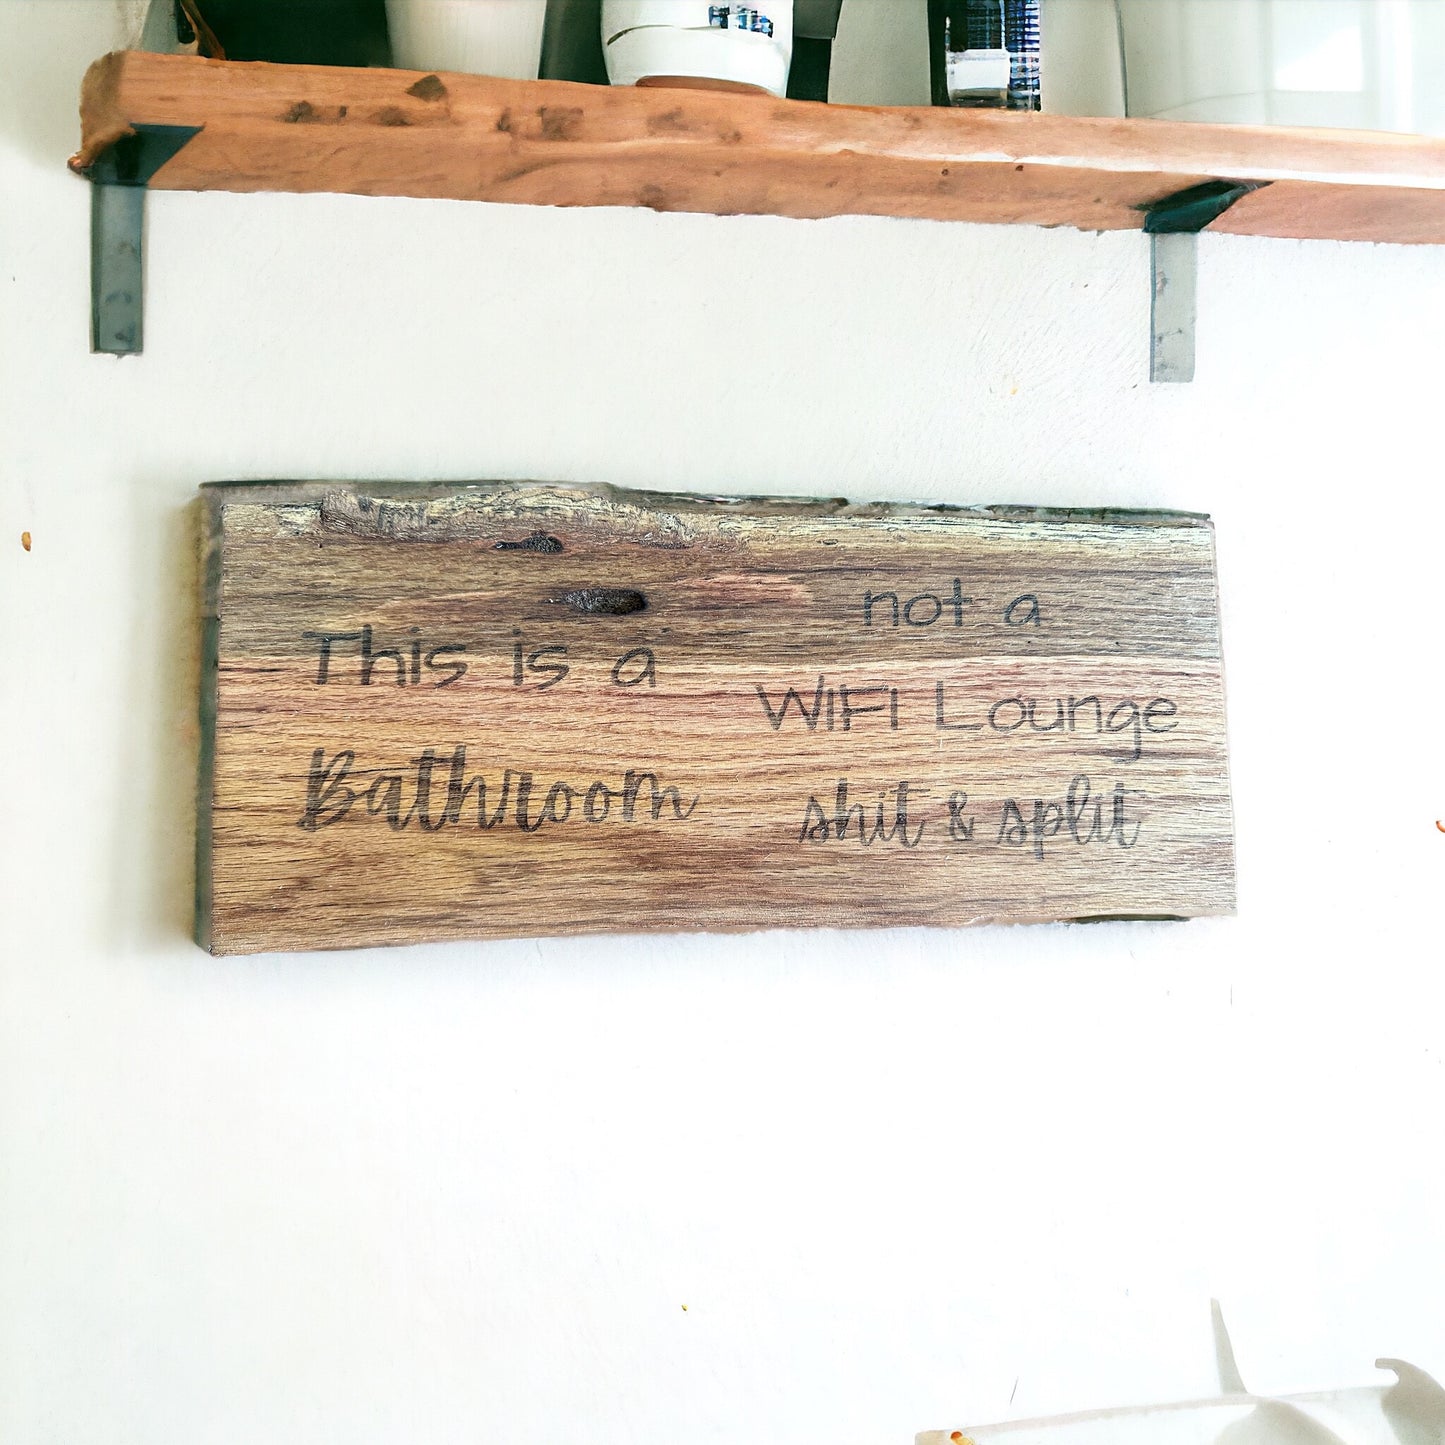 This is a
Bathroom
not a
WIFI Lounge
shit & split